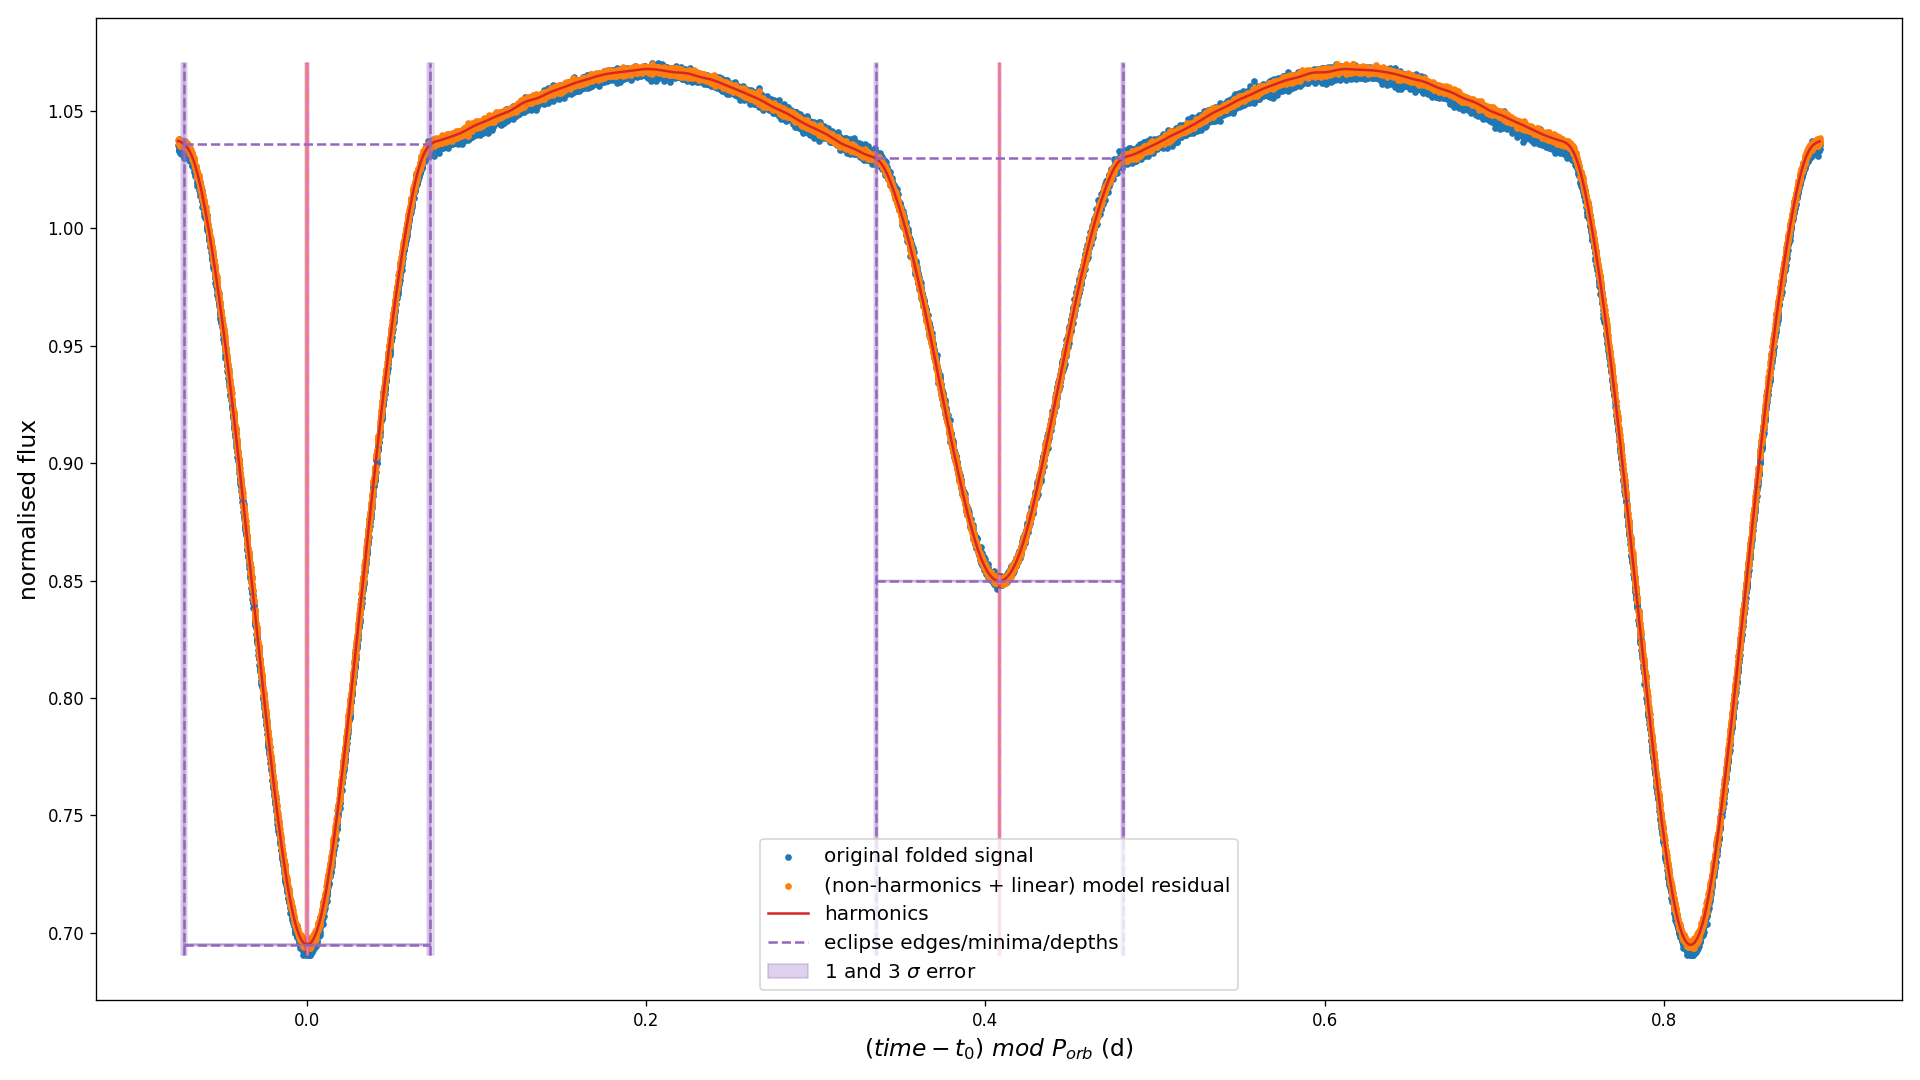 normalised flux
1.05
1.00
0.95
0.90
0.85
0.80
0.75
0.70
original folded signal
(non-harmonics + linear) model residual
harmonics
eclipse edges/minima/depths
1 and 3 σ error
0.0 0.2 0.4 0.6 0.8
(time − t₀) mod Pₒᵣb (d)